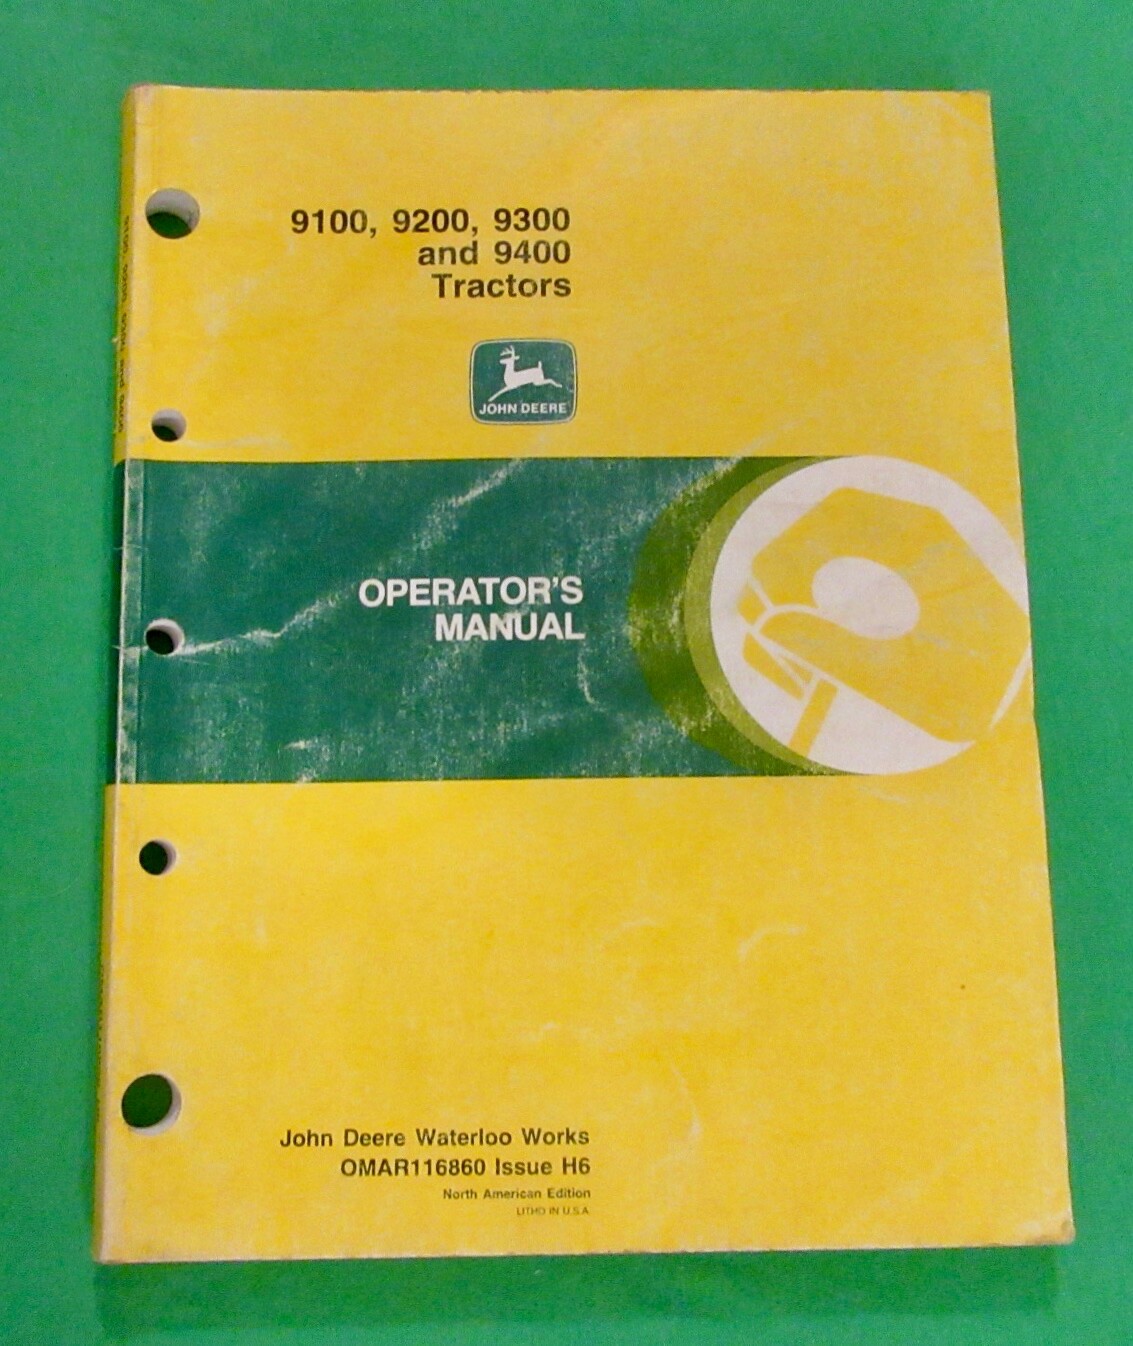 9100, 9200, 9300
and 9400
Tractors
JOHN DEERE
OPERATOR'S
MANUAL
John Deere Waterloo Works
OMAR116860 Issue H6
North American Edition
LITHO IN U.S.A